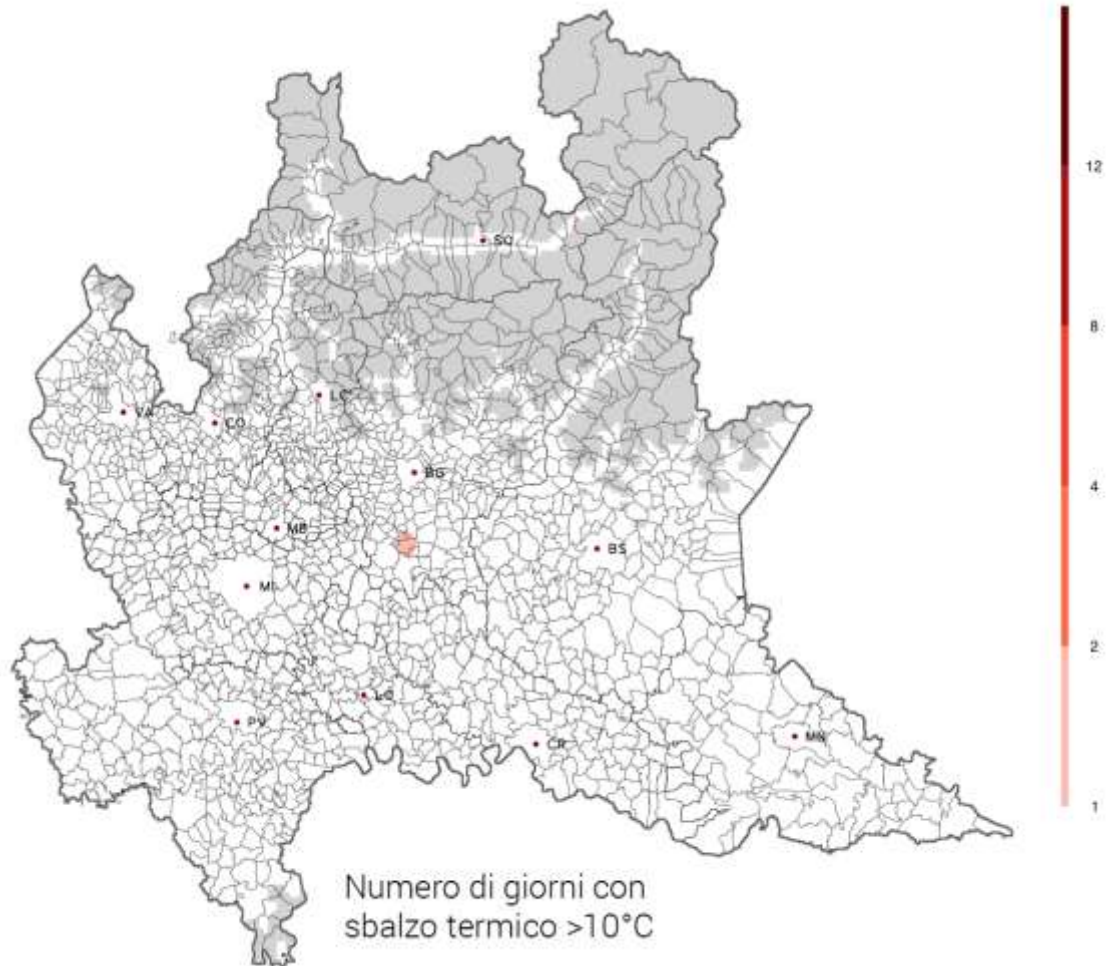 12
SO
8
VA
LC
CO
BG
4
MB
BS
MI
2
LO
PV
MN
CR
1
Numero di giorni con
sbalzo termico >10°C